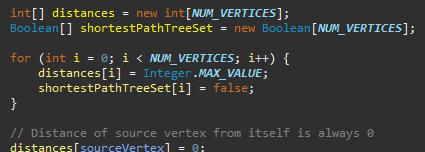 int[] distances = new int[NUM_VERTICES];
Boolean[] shortestPathTreeSet = new Boolean[NUM_VERTICES];
for (int i = 0; i < NUM_VERTICES; i++) {
distances[i] = Integer.MAX_VALUE;
shortestPathTreeSet[i] = false;
}
// Distance of source vertex from itself is always 0
distances[sourceVertex] = 0;